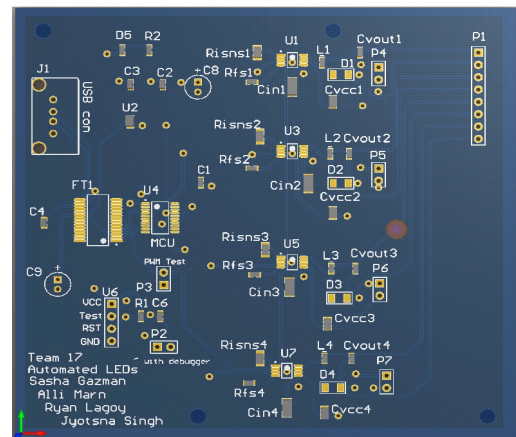 D5 R2
U1
Cvout1
P1
Risns1
L1
D1
P4
J1
USB con
C3 C2
C8
+
Rfs1
Cin1
Cvcc1
U2
Risns2
U3
L2 Cvout2
Rfs2
P5
C1
D2
Cin2
Cvcc2
FT1
U4
MCU
C4
Risns3
U5
L3 Cvout3
Rfs3
P6
PWM Test
P3
Cin3
D3
C9
+
U6
VCC
Test
RST
GND
R1 C6
Cvcc3
P2
with debugger
Risns4
U7
L4 Cvout4
P7
Rfs4
D4
Cin4
Cvcc4
Team 17
Automated LEDs
Sasha Gazman
Alli Marn
Ryan Lagoy
Jyotsna Singh